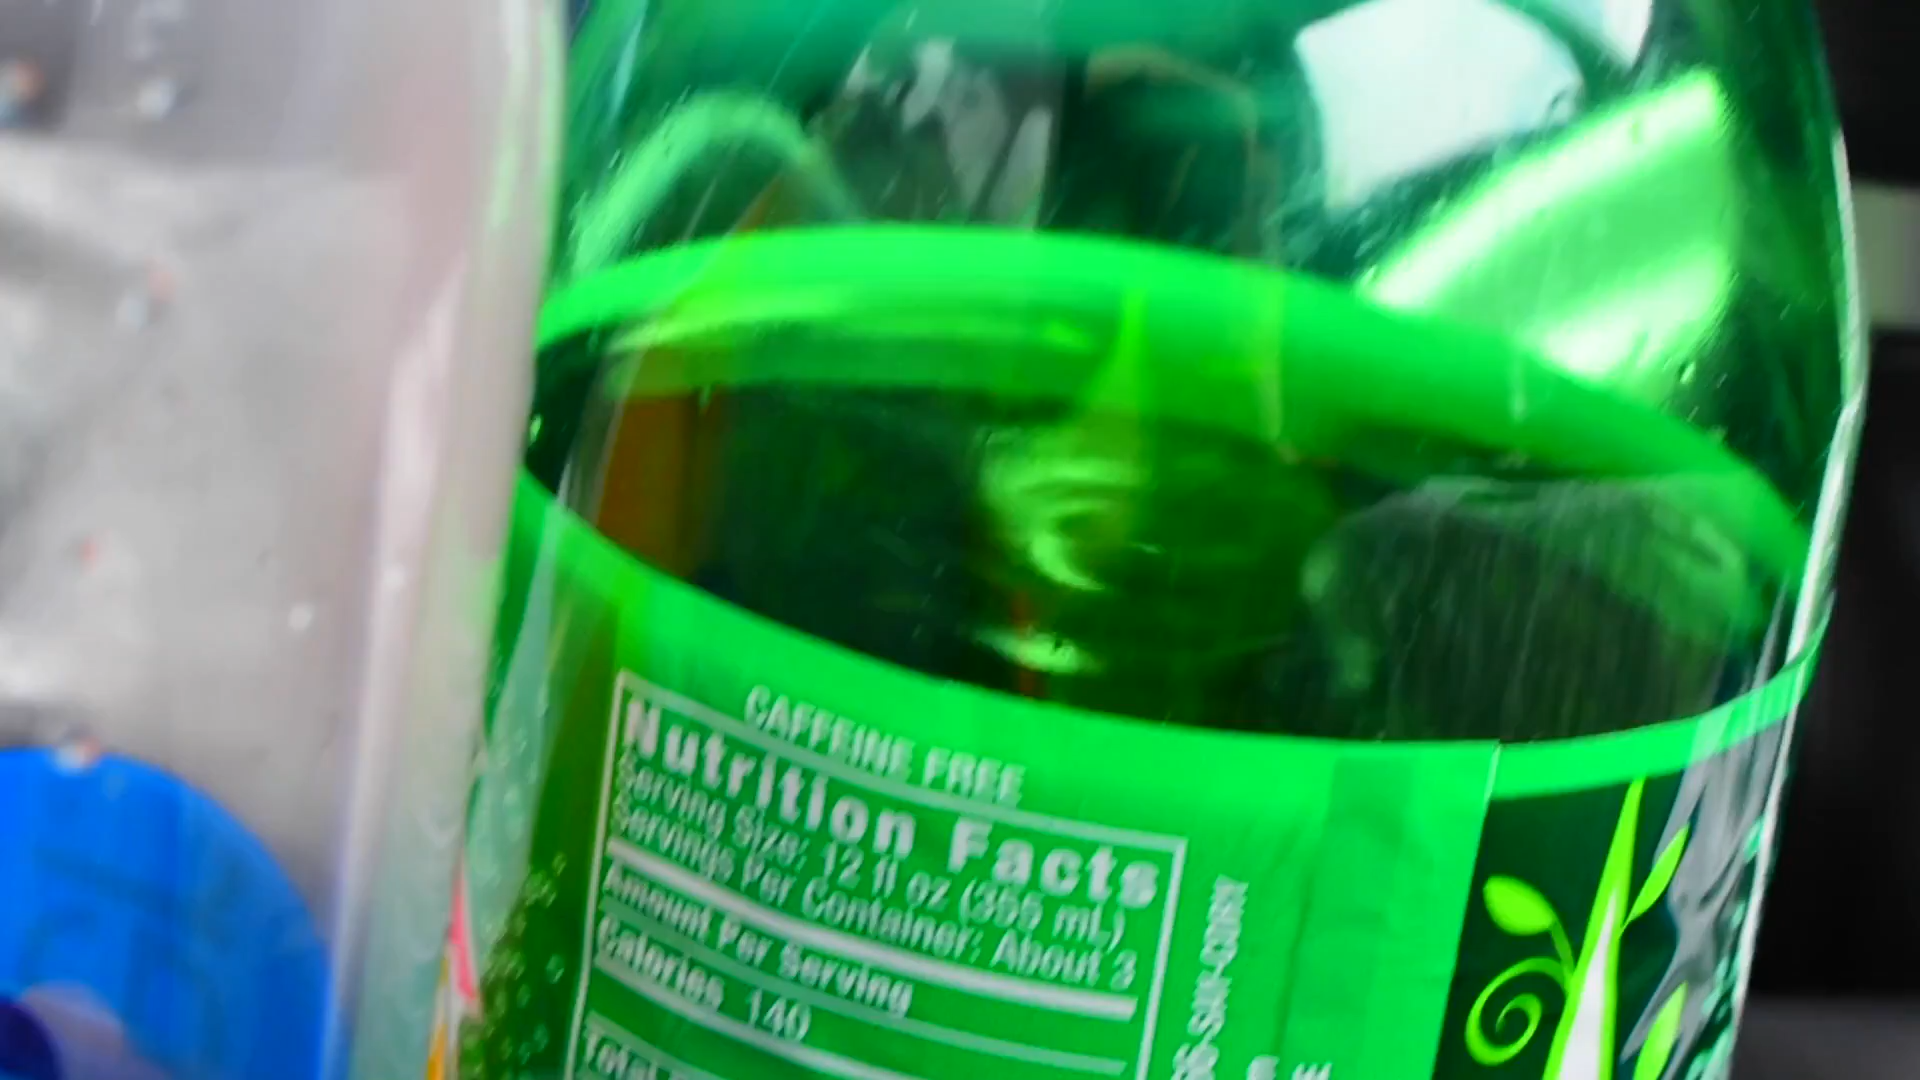 CAFFEINE FREE
Nutrition Facts
Serving Size: 12 fl oz (355 mL)
Servings Per Container: About 3
Amount Per Serving
Calories 140
Total